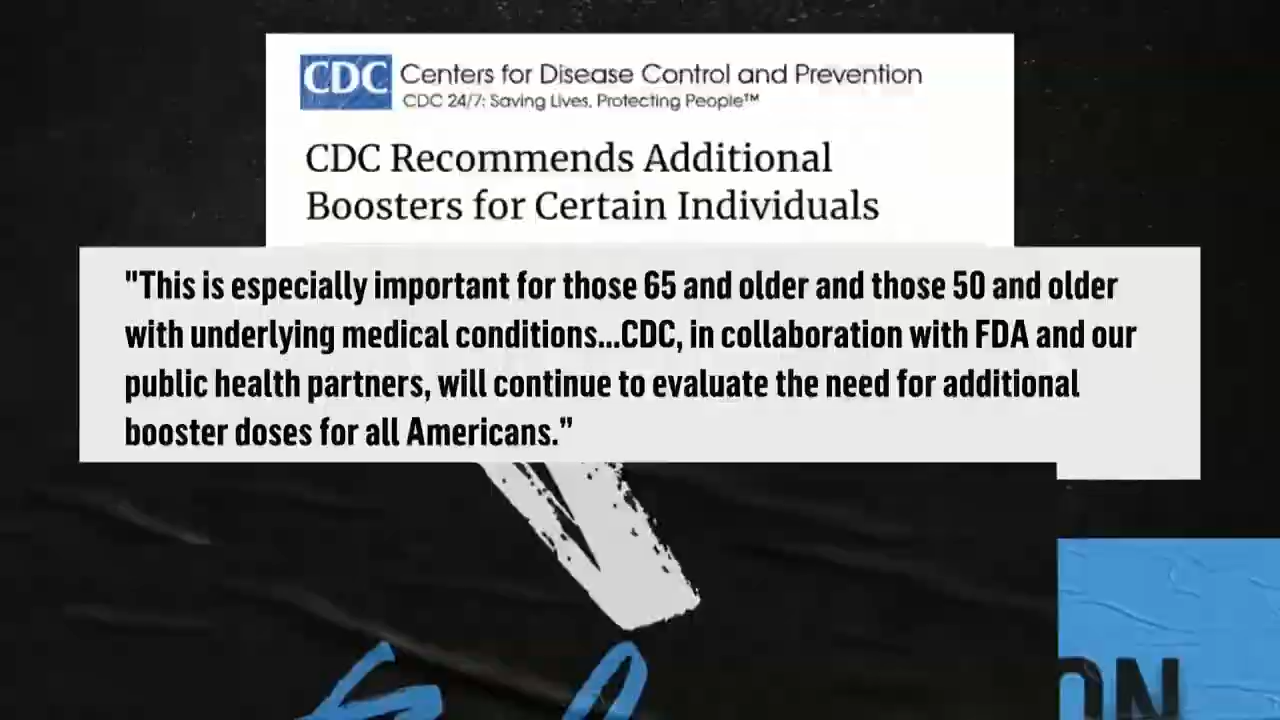 CDC Centers for Disease Control and Prevention
CDC 24/7: Saving Lives, Protecting People™
CDC Recommends Additional
Boosters for Certain Individuals
"This is especially important for those 65 and older and those 50 and older
with underlying medical conditions...CDC, in collaboration with FDA and our
public health partners, will continue to evaluate the need for additional
booster doses for all Americans.”
ON